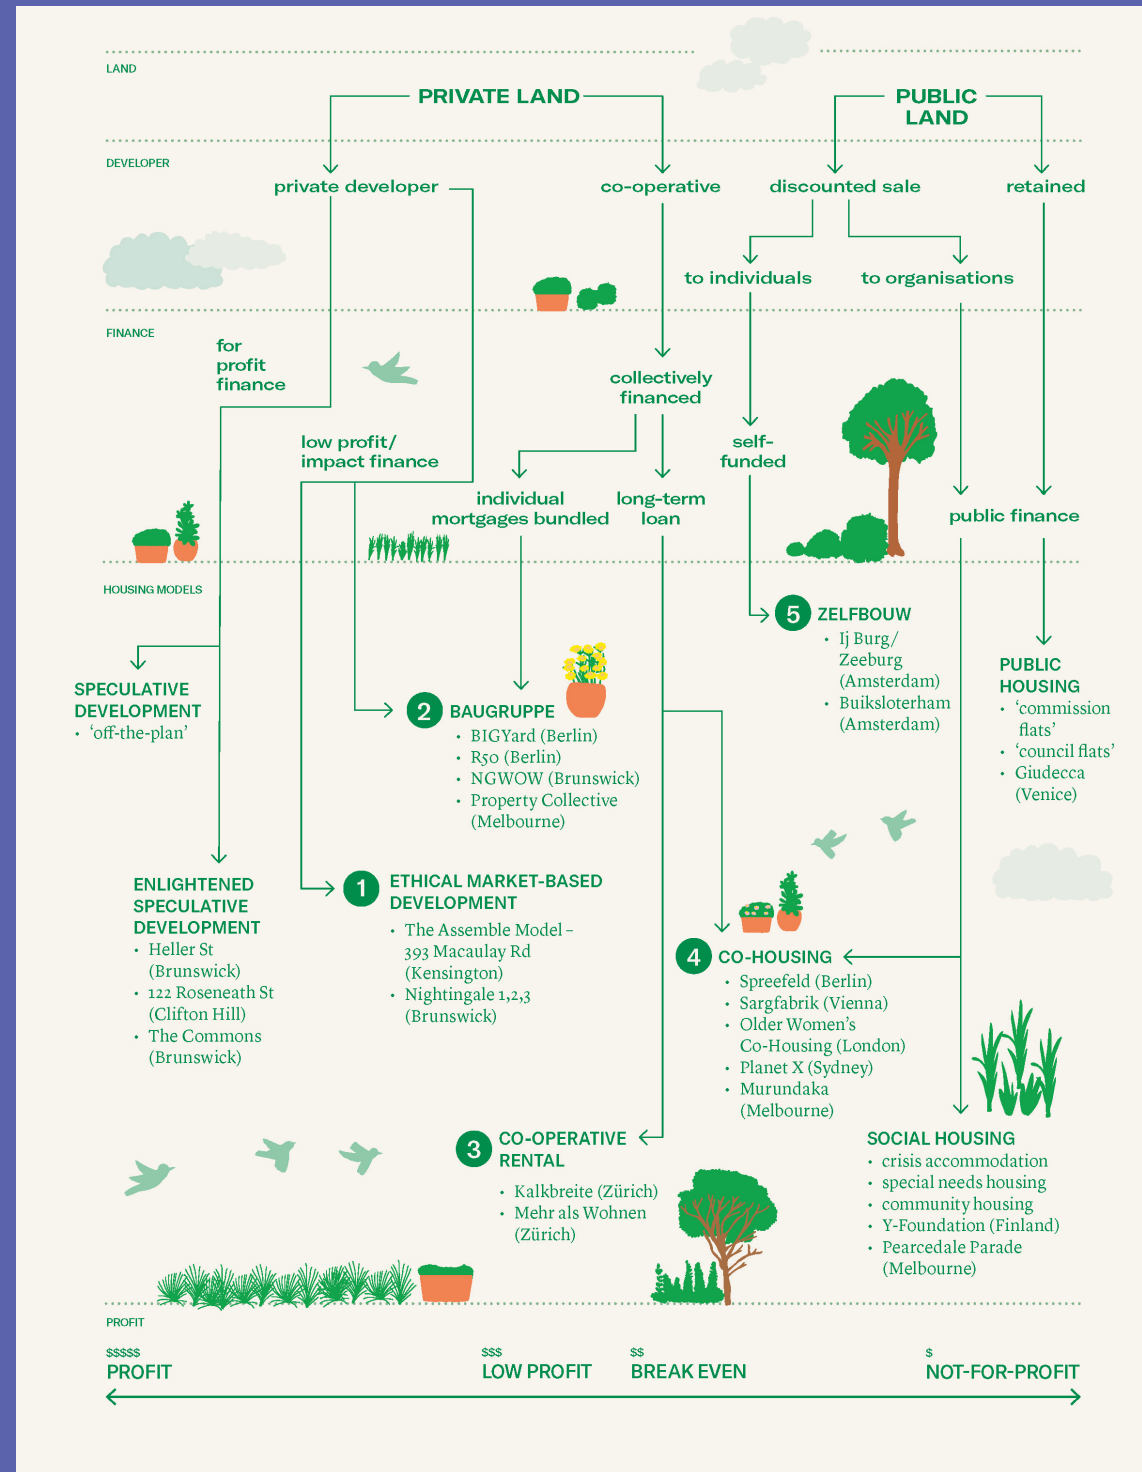 LAND
PRIVATE LAND
PUBLIC
LAND
DEVELOPER
private developer
co-operative
discounted sale
retained
to individuals
to organisations
FINANCE
for
profit
finance
collectively
financed
low profit/
impact finance
self-
funded
individual
mortgages bundled
long-term
loan
public finance
HOUSING MODELS
SPECULATIVE
DEVELOPMENT
• ‘off-the-plan’
2 BAUGRUPPE
• BIGYard (Berlin)
• R50 (Berlin)
• NGWOW (Brunswick)
• Property Collective
(Melbourne)
5 ZELFBOUW
• Ij Burg/
Zeeburg
(Amsterdam)
• Buiksloterham
(Amsterdam)
PUBLIC
HOUSING
• ‘commission
flats’
• ‘council flats’
• Giudecca
(Venice)
ENLIGHTENED
SPECULATIVE
DEVELOPMENT
• Heller St
(Brunswick)
• 122 Roseneath St
(Clifton Hill)
• The Commons
(Brunswick)
1 ETHICAL MARKET-BASED
DEVELOPMENT
• The Assemble Model –
393 Macaulay Rd
(Kensington)
• Nightingale 1,2,3
(Brunswick)
4 CO-HOUSING
• Spreefeld (Berlin)
• Sargfabrik (Vienna)
• Older Women’s
Co-Housing (London)
• Planet X (Sydney)
• Murundaka
(Melbourne)
3 CO-OPERATIVE
RENTAL
• Kalkbreite (Zürich)
• Mehr als Wohnen
(Zürich)
SOCIAL HOUSING
• crisis accommodation
• special needs housing
• community housing
• Y-Foundation (Finland)
• Pearcedale Parade
(Melbourne)
PROFIT
$$$$$
PROFIT
$$$
LOW PROFIT
$$
BREAK EVEN
$
NOT-FOR-PROFIT